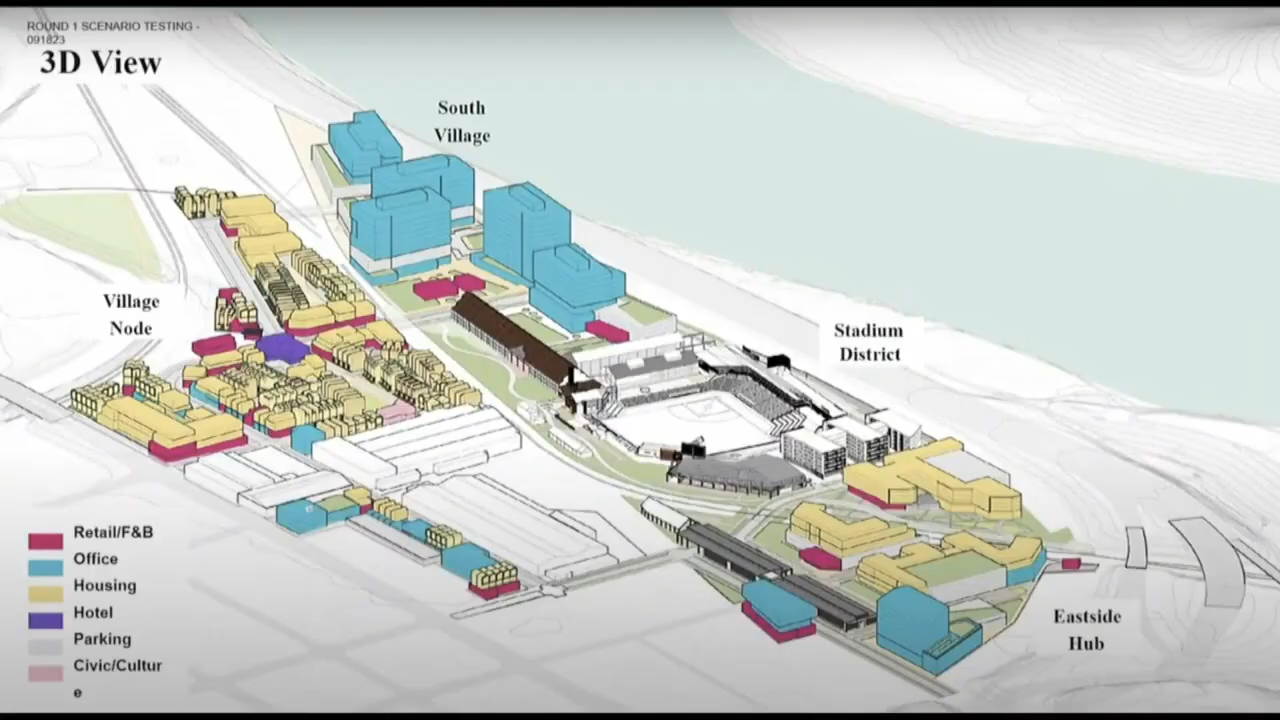 ROUND 1 SCENARIO TESTING -
091823
3D View
South
Village
Village
Node
Stadium
District
Eastside
Hub
Retail/F&B
Office
Housing
Hotel
Parking
Civic/Cultur
e